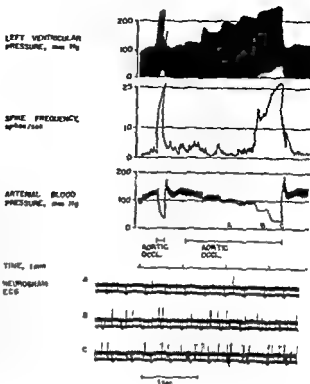 LEFT VENTRICULAR
PRESSURE, mm Hg
200
100
0
SPIKE FREQUENCY,
spikes/sec
25
10
0
ARTERIAL BLOOD
PRESSURE, mm Hg
200
100
0
A
B
AORTIC
OCCL.
AORTIC
OCCL.
TIME, 1 min
NEUROGRAM
ECG
A
B
C
1 sec